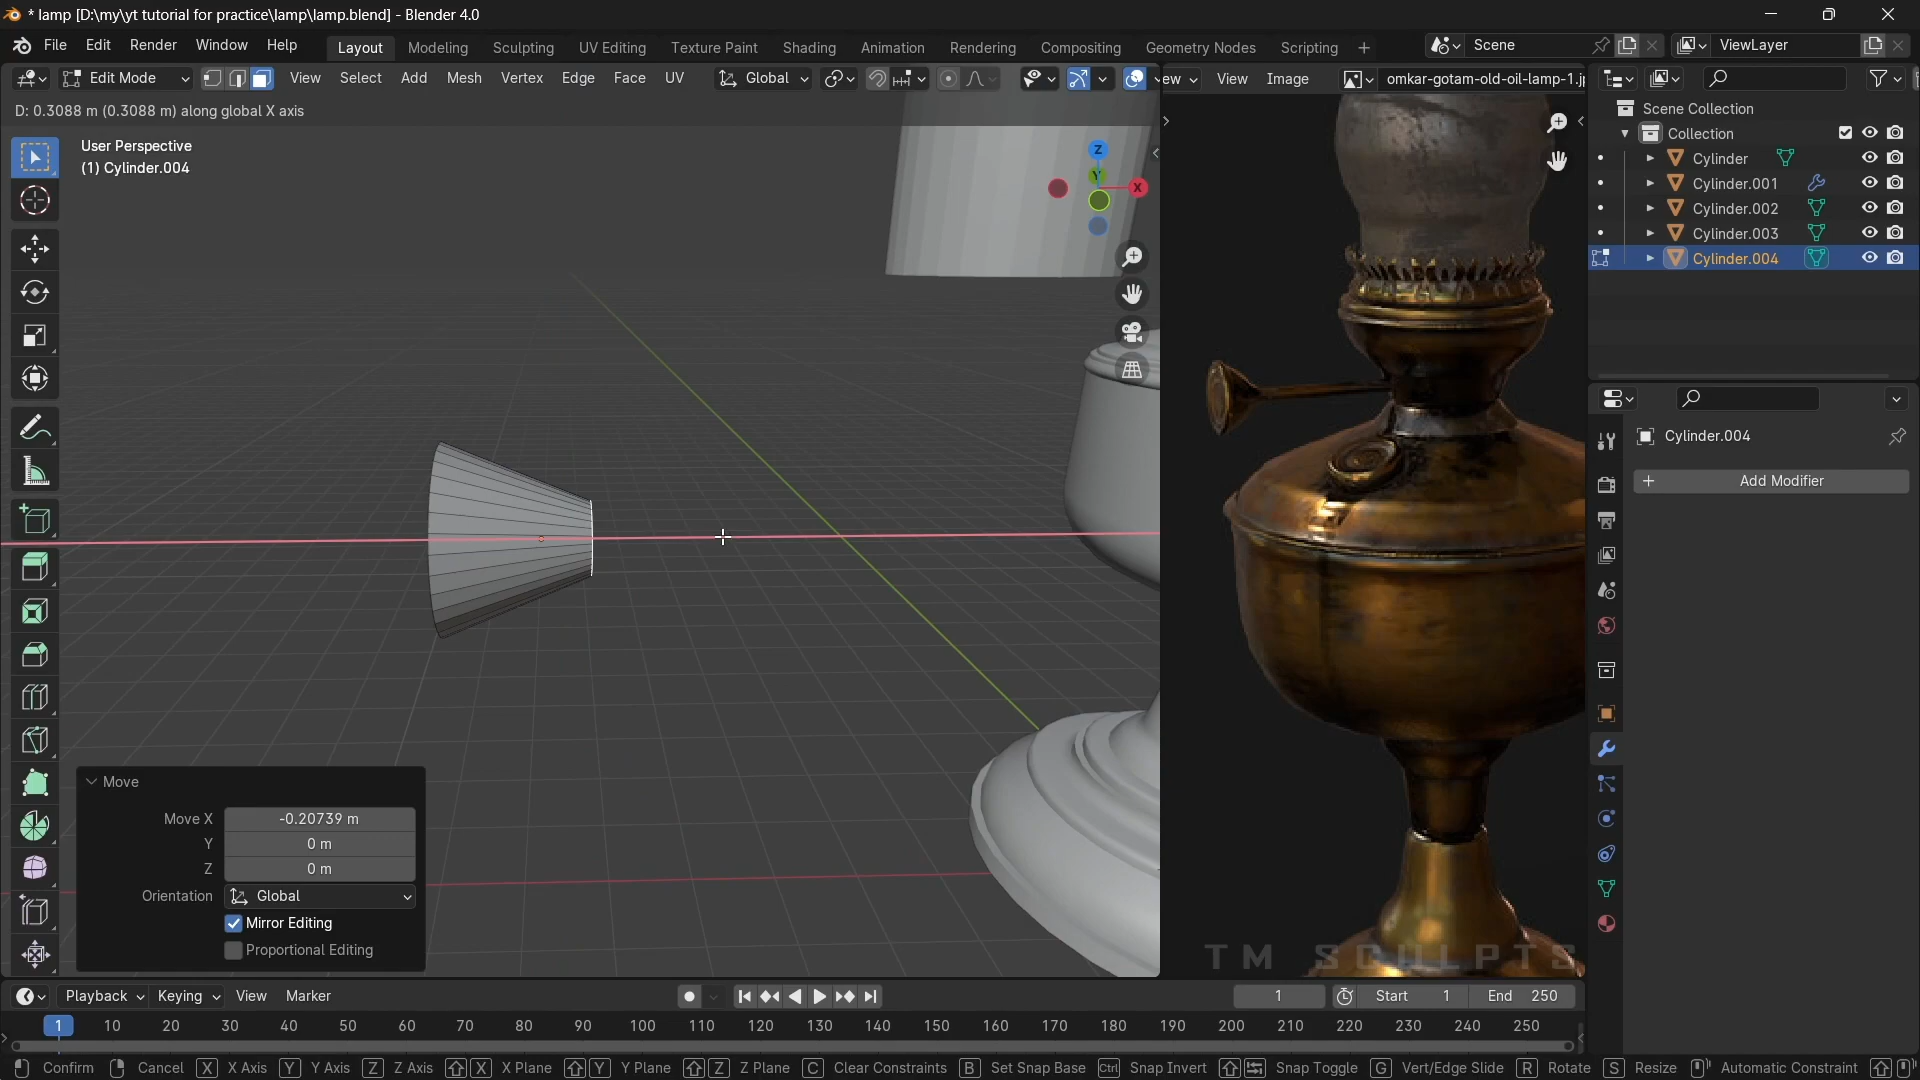 * lamp [D:\my\yt tutorial for practice\lamp\lamp.blend] - Blender 4.0
File Edit Render Window Help Layout Modeling Sculpting UV Editing Texture Paint Shading Animation Rendering Compositing Geometry Nodes Scripting + Scene ViewLayer
Edit Mode View Select Add Mesh Vertex Edge Face UV Global ew View Image omkar-gotam-old-oil-lamp-1.j
D: 0.3088 m (0.3088 m) along global X axis
User Perspective
(1) Cylinder.004
Z
Y
X
Scene Collection
Collection
Cylinder
Cylinder.001
Cylinder.002
Cylinder.003
Cylinder.004
Cylinder.004
+ Add Modifier
Move
Move X -0.20739 m
Y 0 m
Z 0 m
Orientation Global
Mirror Editing
Proportional Editing
TM SCULPTS
Playback Keying View Marker 1 Start 1 End 250
1 10 20 30 40 50 60 70 80 90 100 110 120 130 140 150 160 170 180 190 200 210 220 230 240 250
Confirm Cancel X X Axis Y Y Axis Z Z Axis X X Plane Y Y Plane Z Z Plane C Clear Constraints B Set Snap Base Ctrl Snap Invert Snap Toggle G Vert/Edge Slide R Rotate S Resize Automatic Constraint